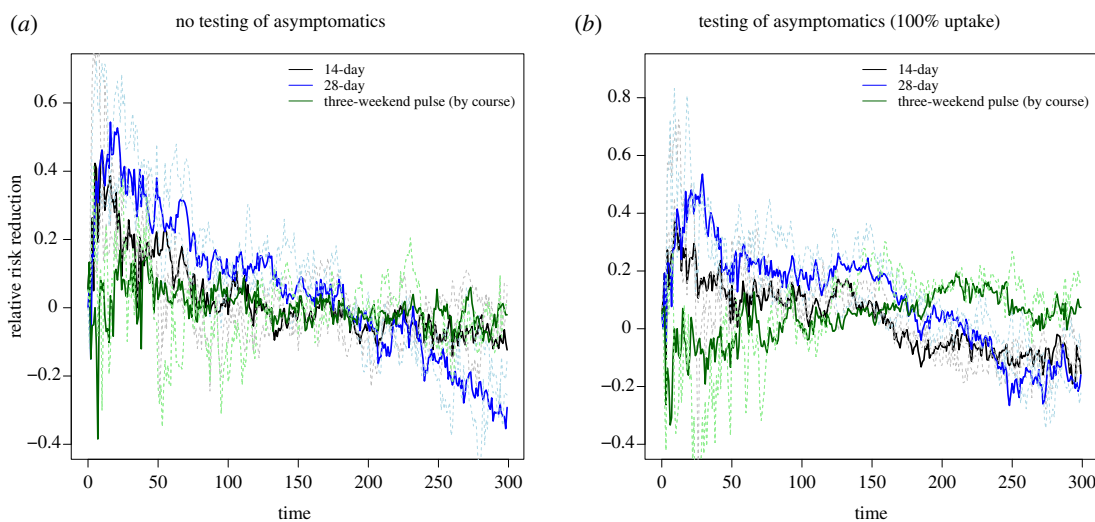 (a)
no testing of asymptomatics
14-day
28-day
three-weekend pulse (by course)
relative risk reduction
0.6
0.4
0.2
0
−0.2
−0.4
0
50
100
150
200
250
300
time
(b)
testing of asymptomatics (100% uptake)
14-day
28-day
three-weekend pulse (by course)
0.8
0.6
0.4
0.2
0
−0.2
−0.4
0
50
100
150
200
250
300
time